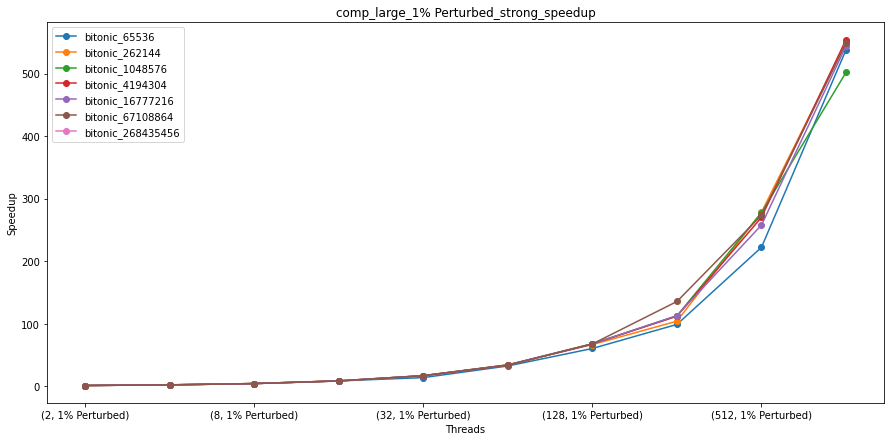 comp_large_1% Perturbed_strong_speedup
bitonic_65536
bitonic_262144
bitonic_1048576
bitonic_4194304
bitonic_16777216
bitonic_67108864
bitonic_268435456
Speedup
500
400
300
200
100
0
(2, 1% Perturbed)
(8, 1% Perturbed)
(32, 1% Perturbed)
(128, 1% Perturbed)
(512, 1% Perturbed)
Threads